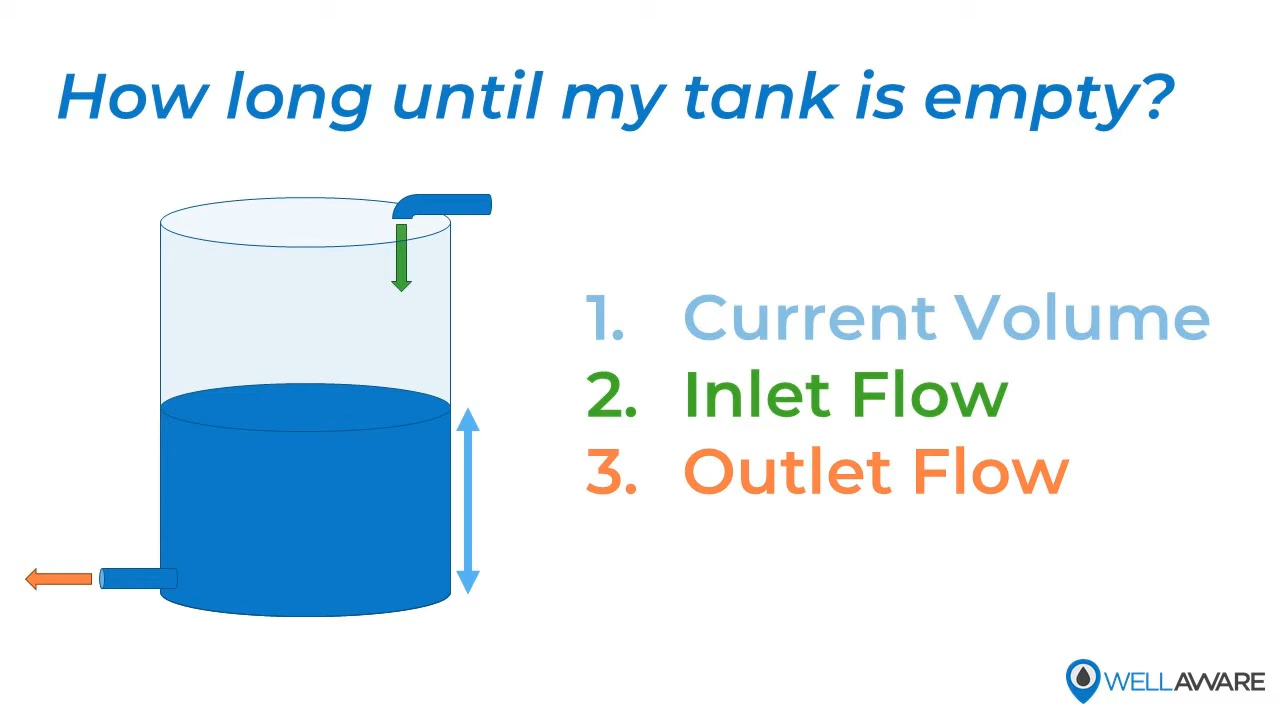 How long until my tank is empty?
1. Current Volume
2. Inlet Flow
3. Outlet Flow
WELLAWARE